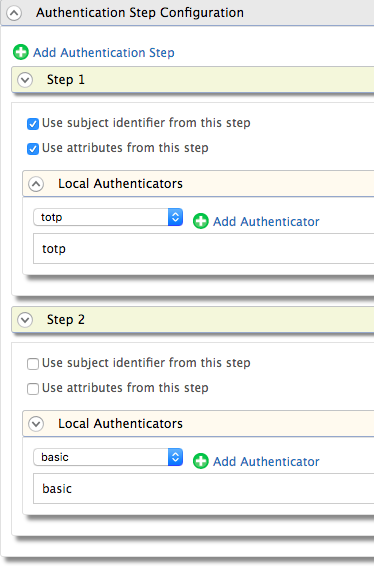 Authentication Step Configuration
Add Authentication Step
Step 1
Use subject identifier from this step
Use attributes from this step
Local Authenticators
totp Add Authenticator
totp
Step 2
Use subject identifier from this step
Use attributes from this step
Local Authenticators
basic Add Authenticator
basic